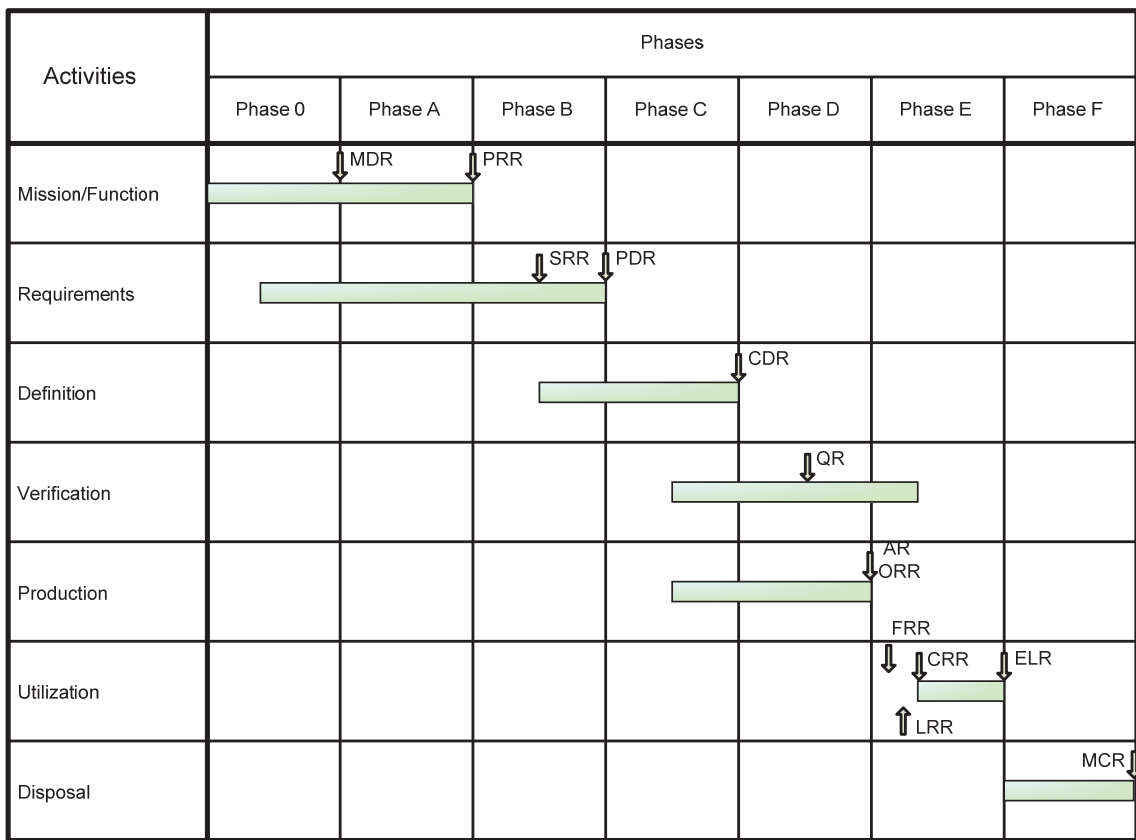 Activities
Phases
Phase 0
Phase A
Phase B
Phase C
Phase D
Phase E
Phase F
MDR
PRR
Mission/Function
SRR
PDR
Requirements
CDR
Definition
QR
Verification
AR
ORR
Production
FRR
CRR
ELR
Utilization
LRR
MCR
Disposal